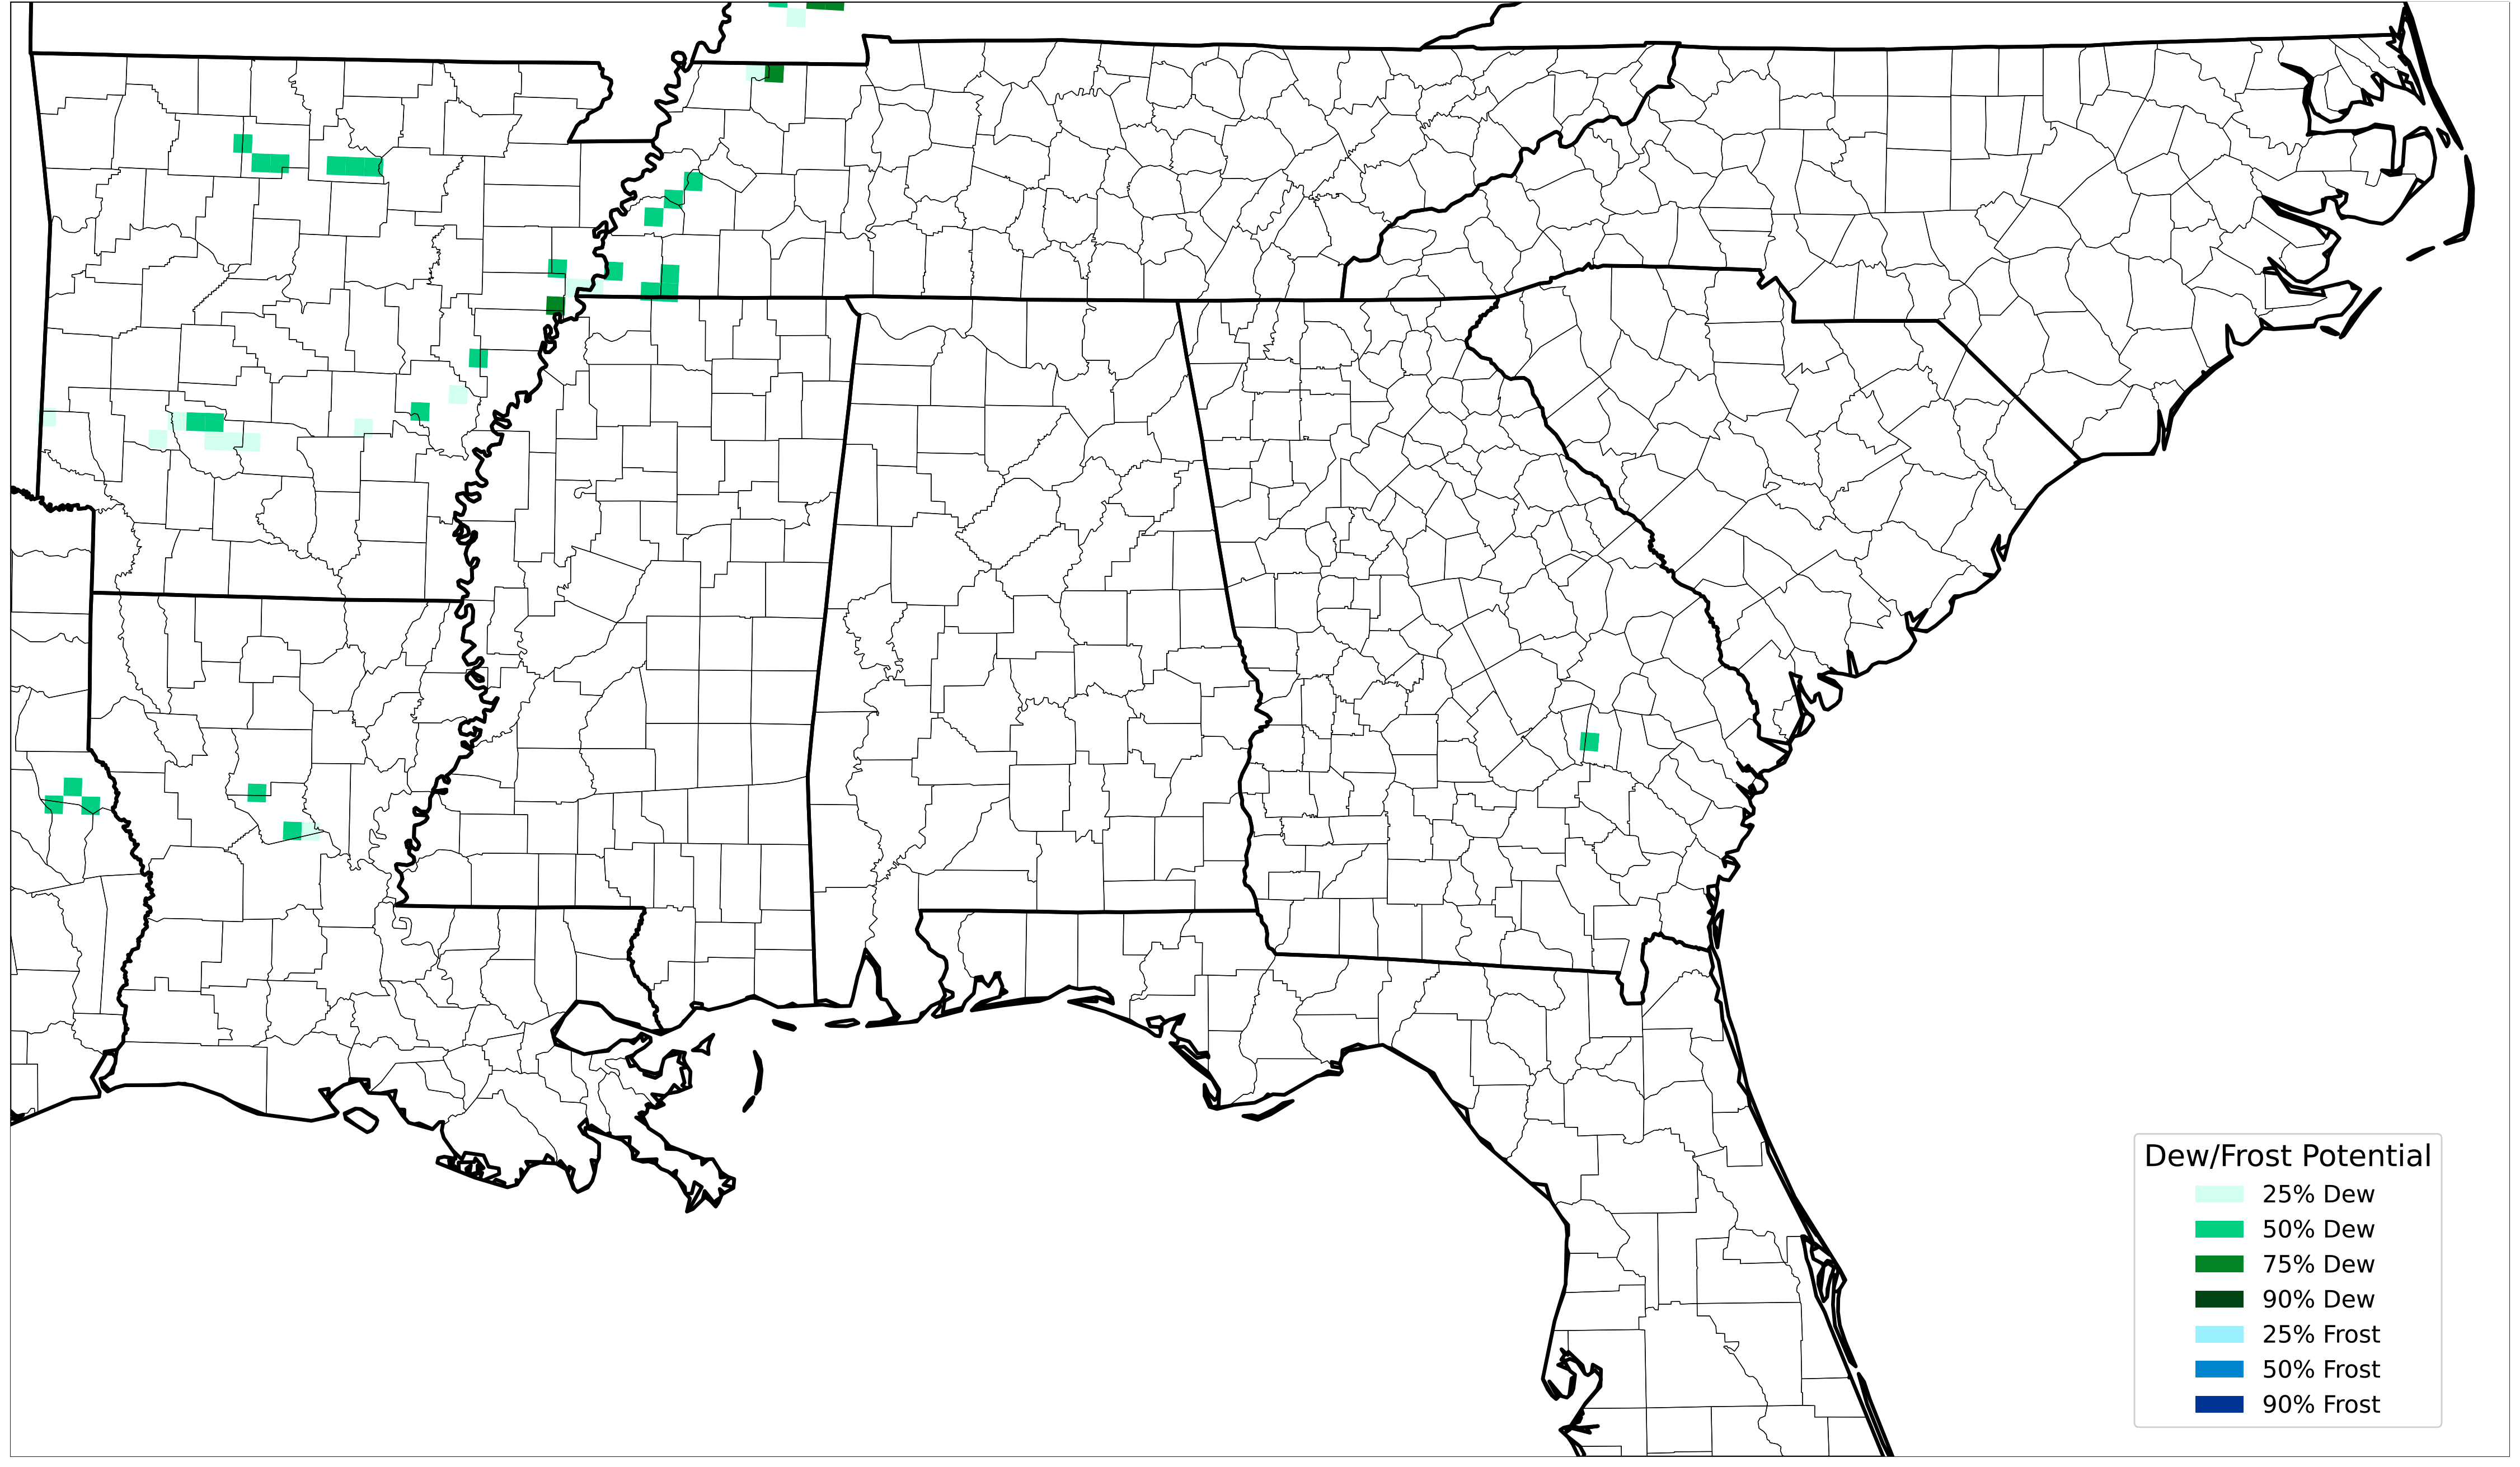 Dew/Frost Potential
25% Dew
50% Dew
75% Dew
90% Dew
25% Frost
50% Frost
90% Frost